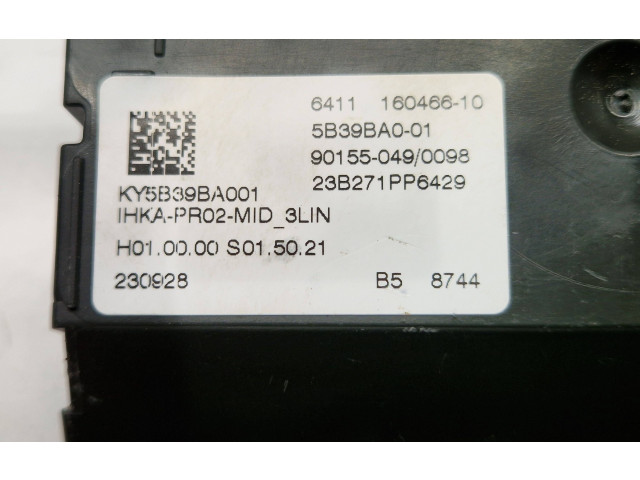 6411 160466-10
5B39BA0-01
90155-049/0098
23B271PP6429
KY5B39BA001
IHKA-PR02-MID_3LIN
H01.00.00 S01.50.21
230928 B5 8744